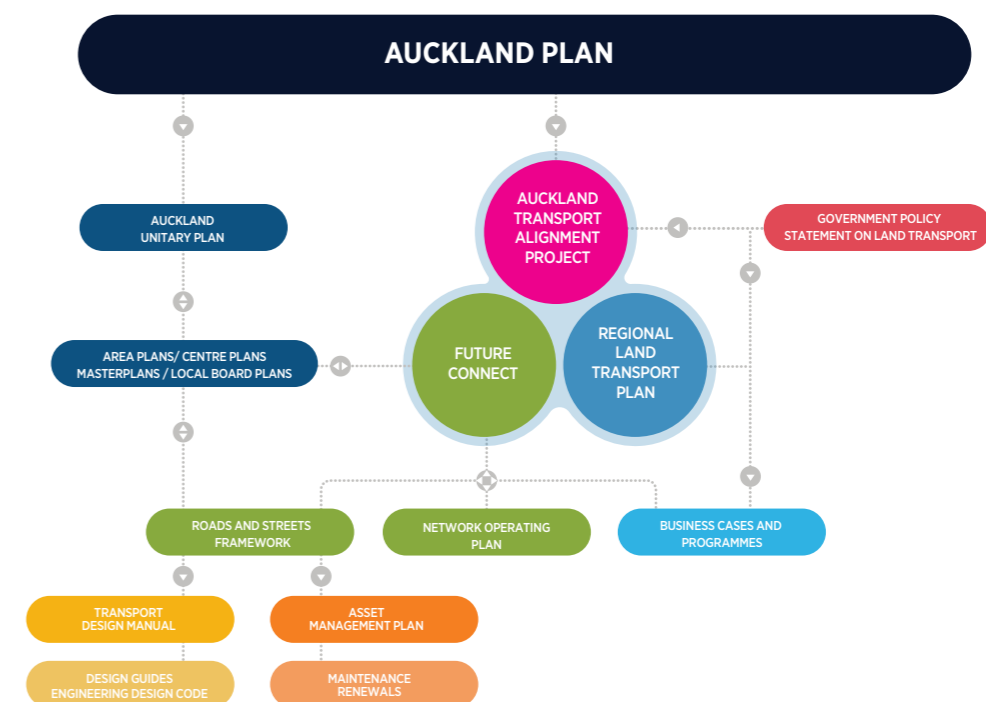 AUCKLAND PLAN
AUCKLAND
TRANSPORT
ALIGNMENT
PROJECT
AUCKLAND
UNITARY PLAN
GOVERNMENT POLICY
STATEMENT ON LAND TRANSPORT
AREA PLANS/ CENTRE PLANS
MASTERPLANS / LOCAL BOARD PLANS
FUTURE
CONNECT
REGIONAL
LAND
TRANSPORT
PLAN
ROADS AND STREETS
FRAMEWORK
NETWORK OPERATING
PLAN
BUSINESS CASES AND
PROGRAMMES
TRANSPORT
DESIGN MANUAL
ASSET
MANAGEMENT PLAN
DESIGN GUIDES
ENGINEERING DESIGN CODE
MAINTENANCE
RENEWALS